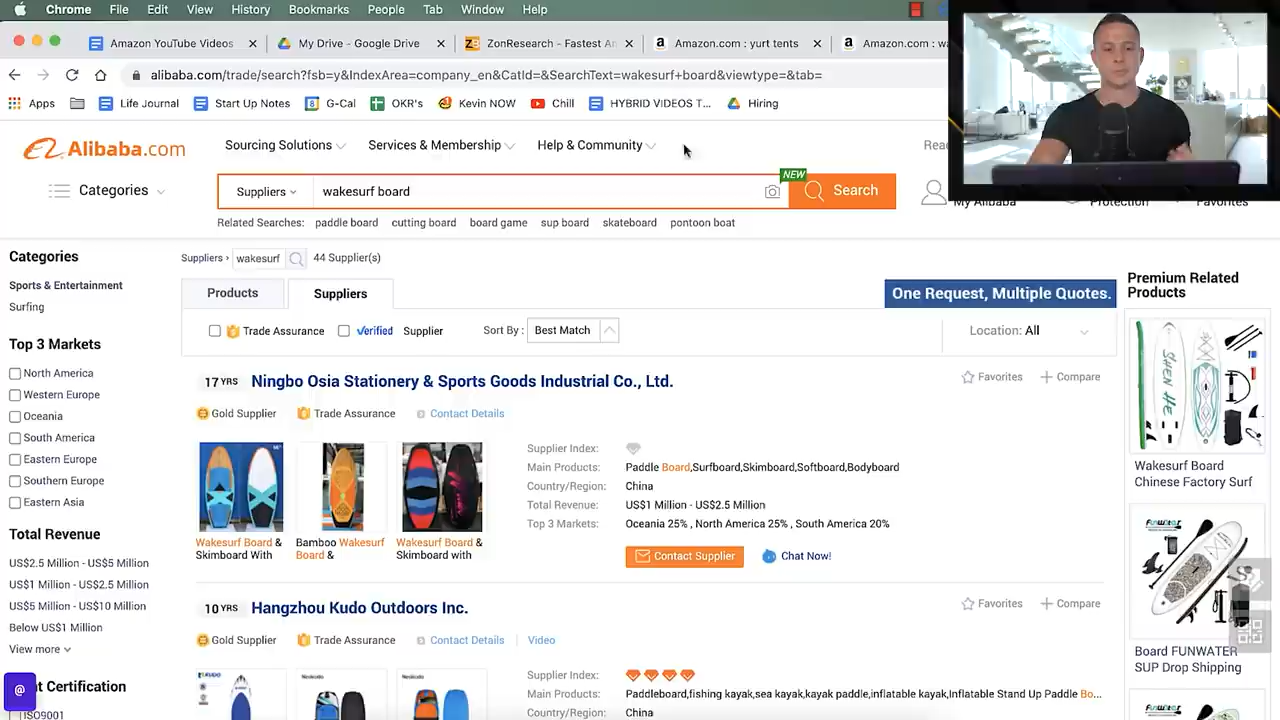 Chrome File Edit View History Bookmarks People Tab Window Help
Amazon YouTube Videos
My Drive - Google Drive
ZonResearch - Fastest An
Amazon.com : yurt tents
Amazon.com : wa
alibaba.com/trade/search?fsb=y&IndexArea=company_en&CatId=&SearchText=wakesurf+board&viewtype=&tab=
Apps
Life Journal
Start Up Notes
G-Cal
OKR's
Kevin NOW
Chill
HYBRID VIDEOS T...
Hiring
Alibaba.com
Sourcing Solutions
Services & Membership
Help & Community
Categories
Suppliers
wakesurf board
NEW
Search
My Alibaba
Protection
Favorites
Related Searches: paddle board cutting board board game sup board skateboard pontoon boat
Categories
Sports & Entertainment
Surfing
Top 3 Markets
North America
Western Europe
Oceania
South America
Eastern Europe
Southern Europe
Eastern Asia
Total Revenue
US$2.5 Million - US$5 Million
US$1 Million - US$2.5 Million
US$5 Million - US$10 Million
Below US$1 Million
View more
@
Certification
ISO9001
Suppliers › wakesurf 44 Supplier(s)
Products
Suppliers
One Request, Multiple Quotes.
Trade Assurance
Verified Supplier
Sort By : Best Match
Location: All
17 YRS Ningbo Osia Stationery & Sports Goods Industrial Co., Ltd.
Favorites
Compare
Gold Supplier
Trade Assurance
Contact Details
Wakesurf Board &
Skimboard With
Bamboo Wakesurf
Board &
Wakesurf Board &
Skimboard with
Supplier Index:
Main Products: Paddle Board,Surfboard,Skimboard,Softboard,Bodyboard
Country/Region: China
Total Revenue: US$1 Million - US$2.5 Million
Top 3 Markets: Oceania 25% , North America 25% , South America 20%
Contact Supplier
Chat Now!
10 YRS Hangzhou Kudo Outdoors Inc.
Favorites
Compare
Gold Supplier
Trade Assurance
Contact Details
Video
Supplier Index:
Main Products: Paddleboard,fishing kayak,sea kayak,kayak paddle,inflatable kayak,Inflatable Stand Up Paddle Bo...
Country/Region: China
Premium Related
Products
SHEN HE
Wakesurf Board
Chinese Factory Surf
FUNWATER
Board FUNWATER
SUP Drop Shipping